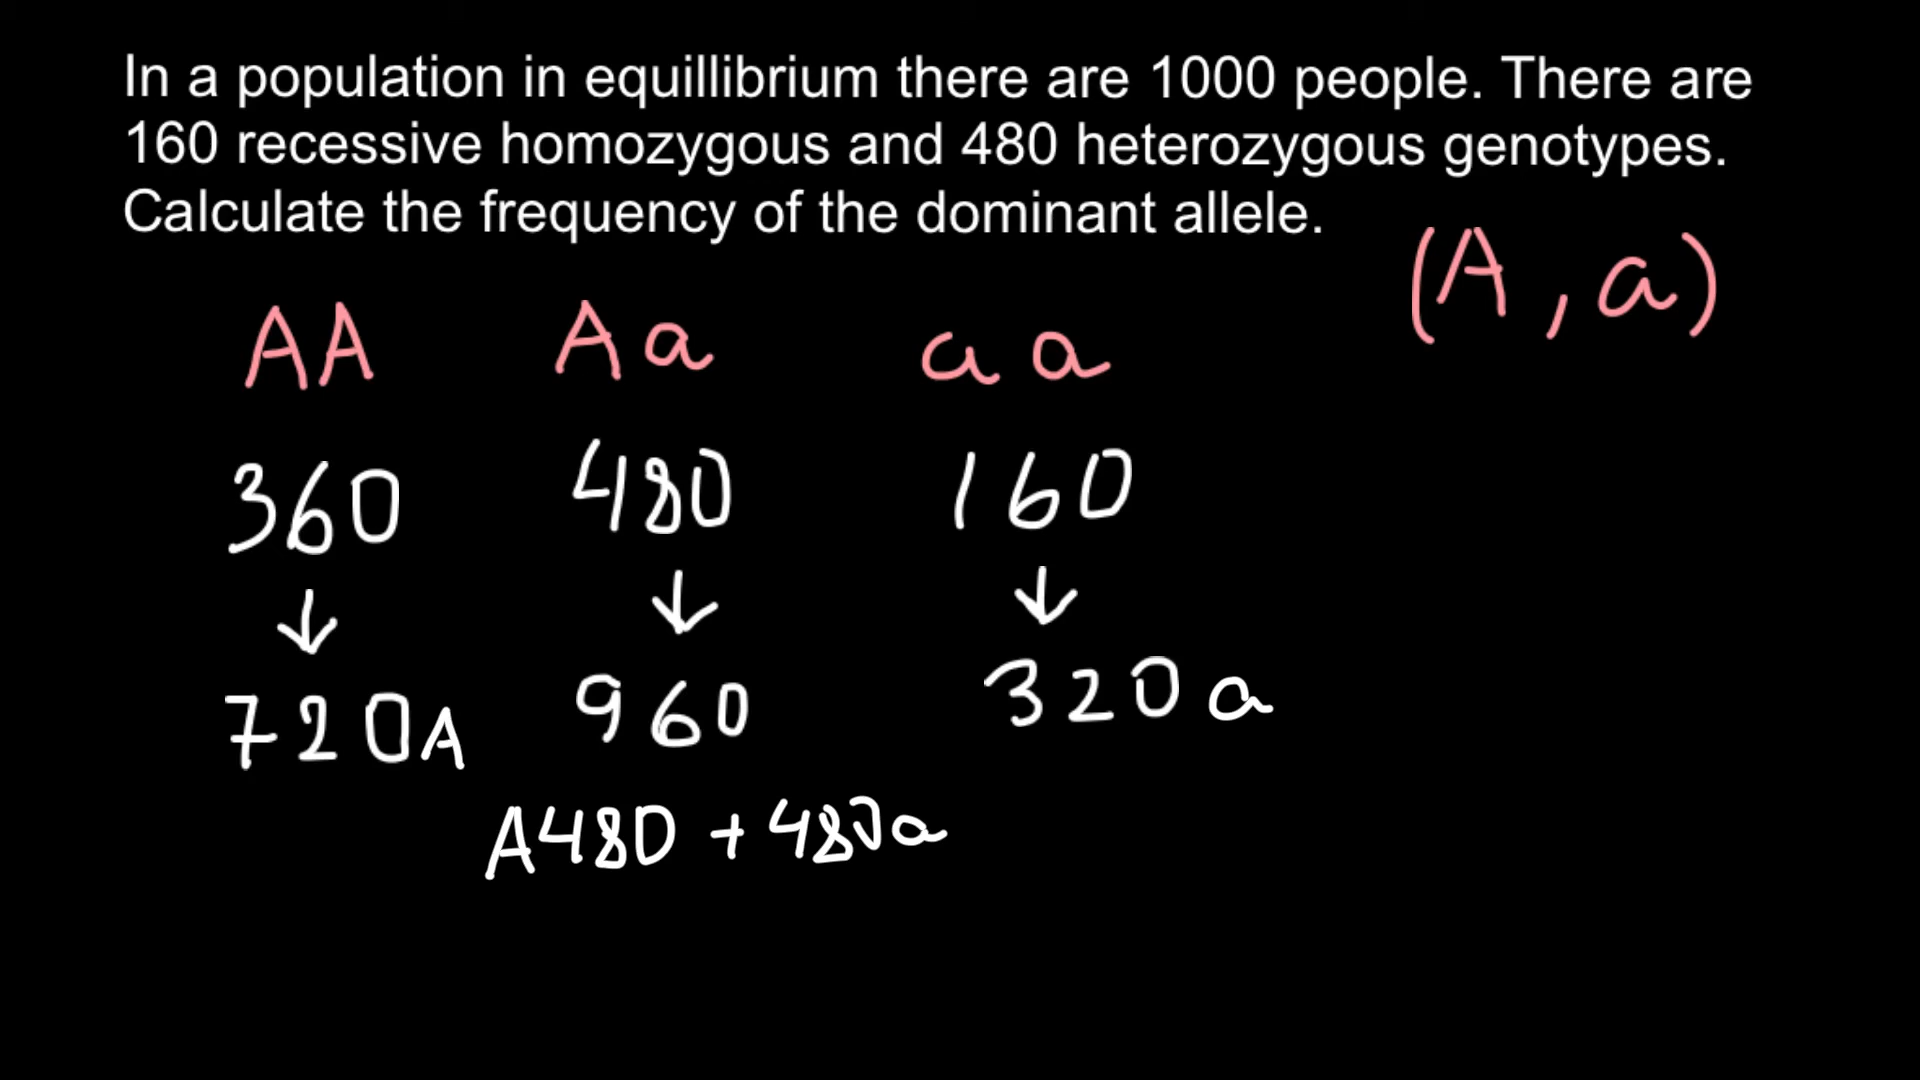 In a population in equillibrium there are 1000 people. There are
160 recessive homozygous and 480 heterozygous genotypes.
Calculate the frequency of the dominant allele.
(A, a)
AA Aa aa
360 480 160
↓ ↓ ↓
720A 960 320a
A480 + 480a